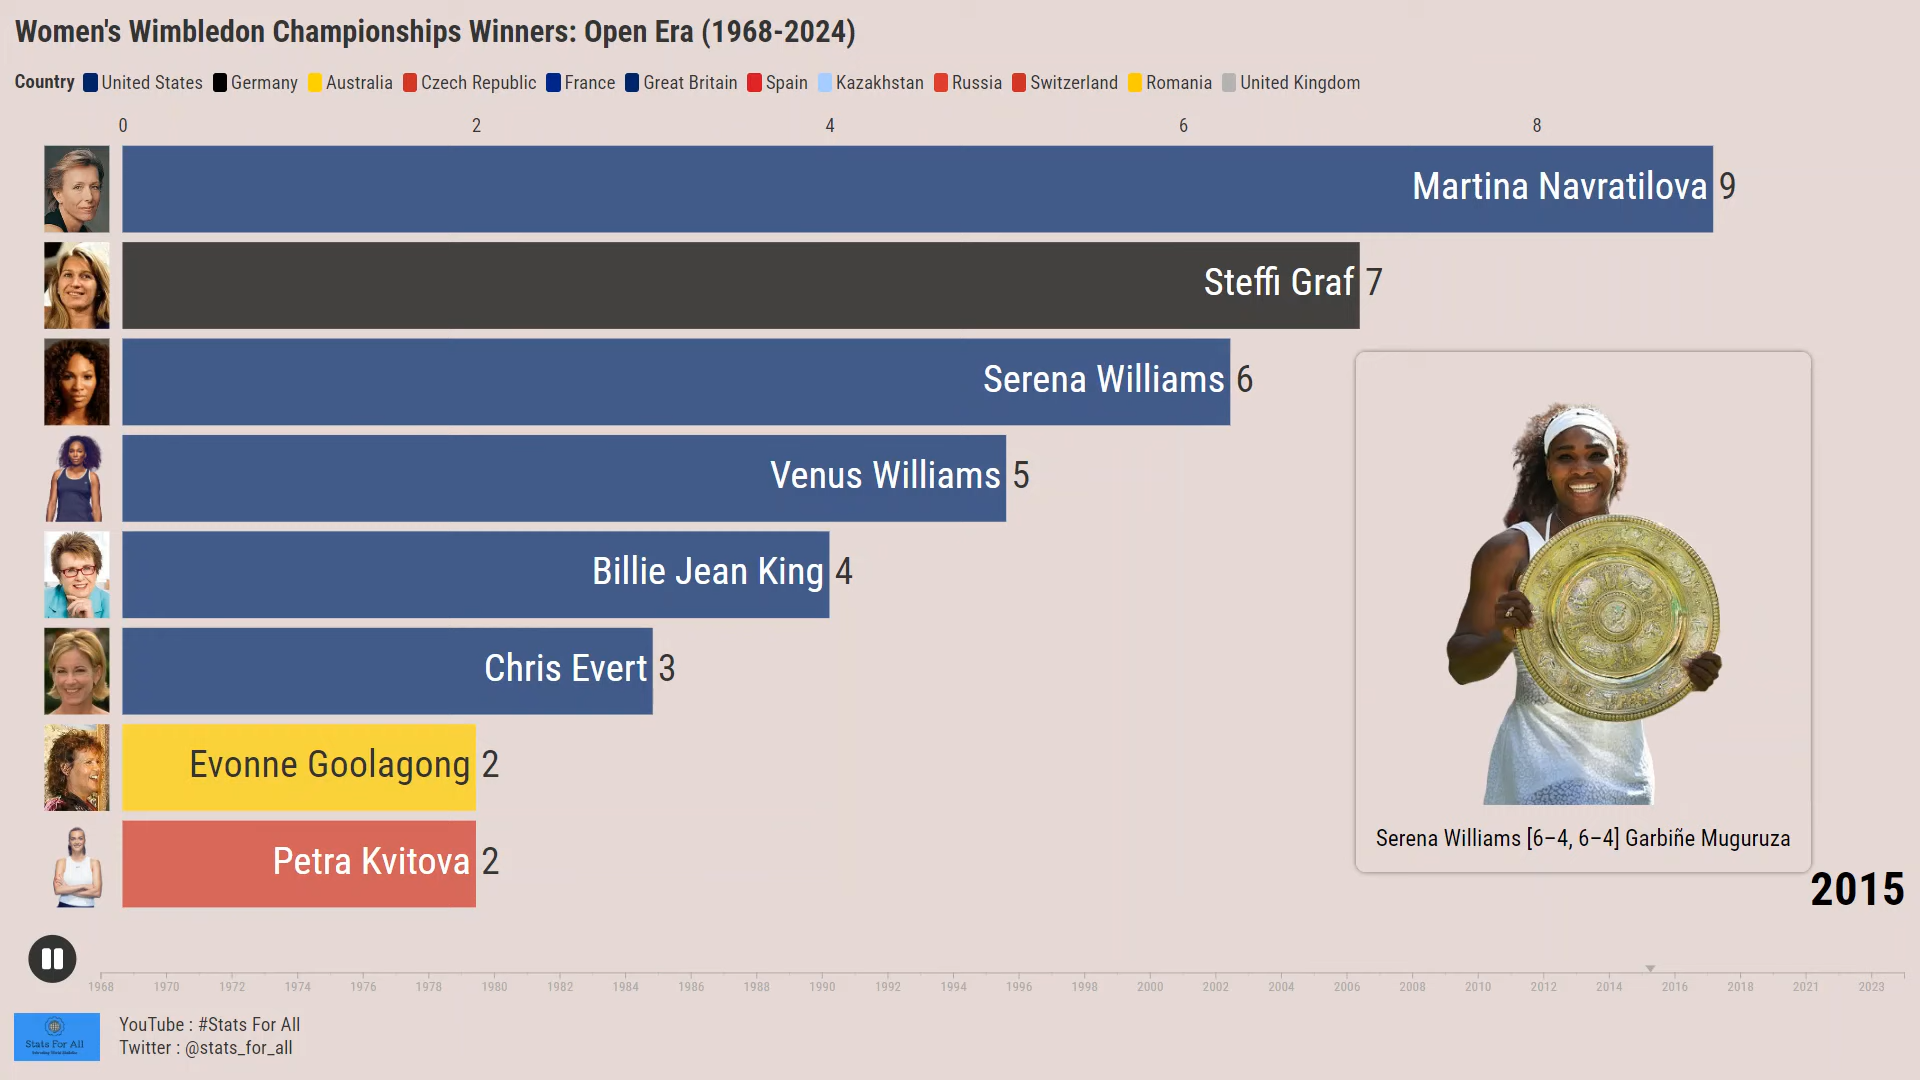 Women's Wimbledon Championships Winners: Open Era (1968-2024)
Country United States Germany Australia Czech Republic France Great Britain Spain Kazakhstan Russia Switzerland Romania United Kingdom
0 2 4 6 8
Martina Navratilova 9
Steffi Graf 7
Serena Williams 6
Venus Williams 5
Billie Jean King 4
Chris Evert 3
Evonne Goolagong 2
Petra Kvitova 2
Serena Williams [6–4, 6–4] Garbiñe Muguruza
2015
1968 1970 1972 1974 1976 1978 1980 1982 1984 1986 1988 1990 1992 1994 1996 1998 2000 2002 2004 2006 2008 2010 2012 2014 2016 2018 2021 2023
Stats For All
YouTube : #Stats For All
Twitter : @stats_for_all